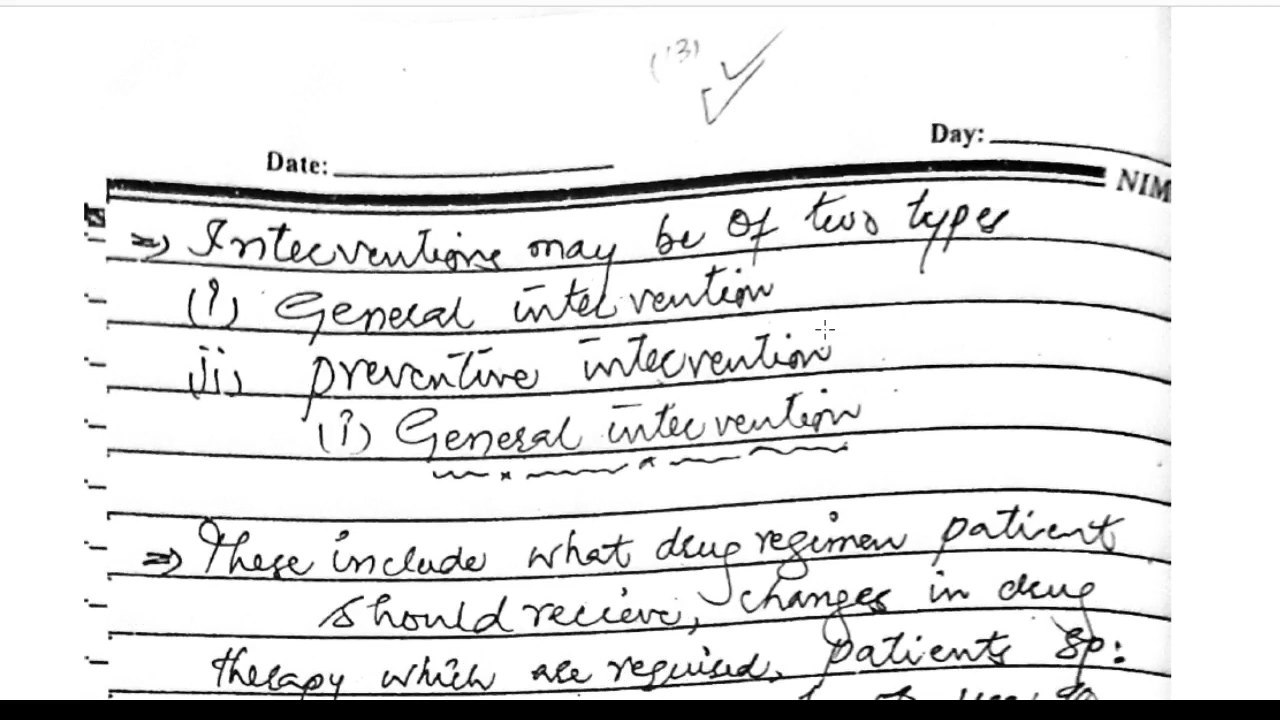 (13)
Day:
Date:
NIM
⇒ Interventions may be of two types
(i) General intervention
ii) preventive intervention
(i) General intervention
⇒ These include what drug regimen patient
should recieve, changes in drug
therapy which are required, patients sp: